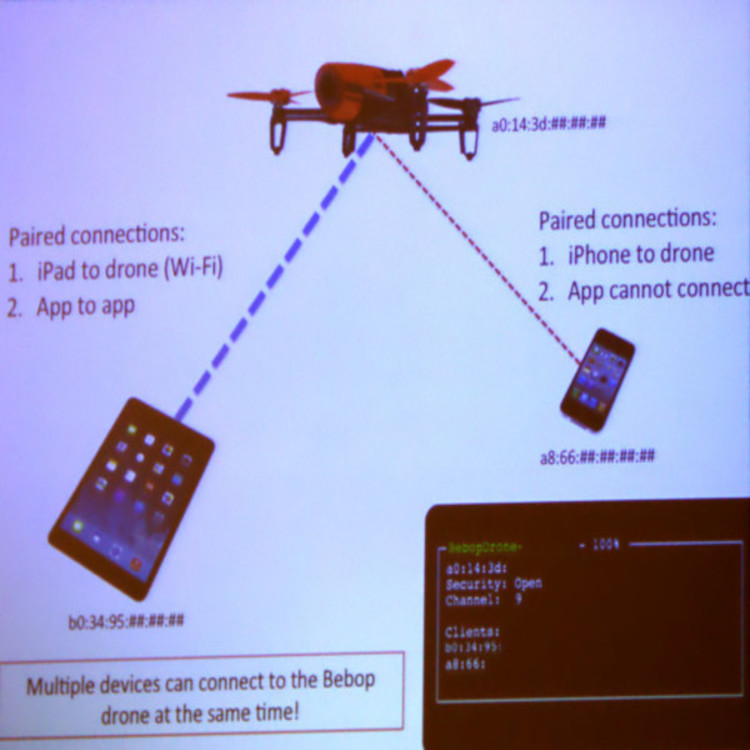 a0:14:3d:##:##:##
Paired connections:
1. iPad to drone (Wi-Fi)
2. App to app
Paired connections:
1. iPhone to drone
2. App cannot connect
a8:66:##:##:##:##
b0:34:95:##:##:##
BebopDrone- - 100%
a0:14:3d:
Security: Open
Channel: 9
Clients:
b0:34:95:
a8:66:
Multiple devices can connect to the Bebop
drone at the same time!